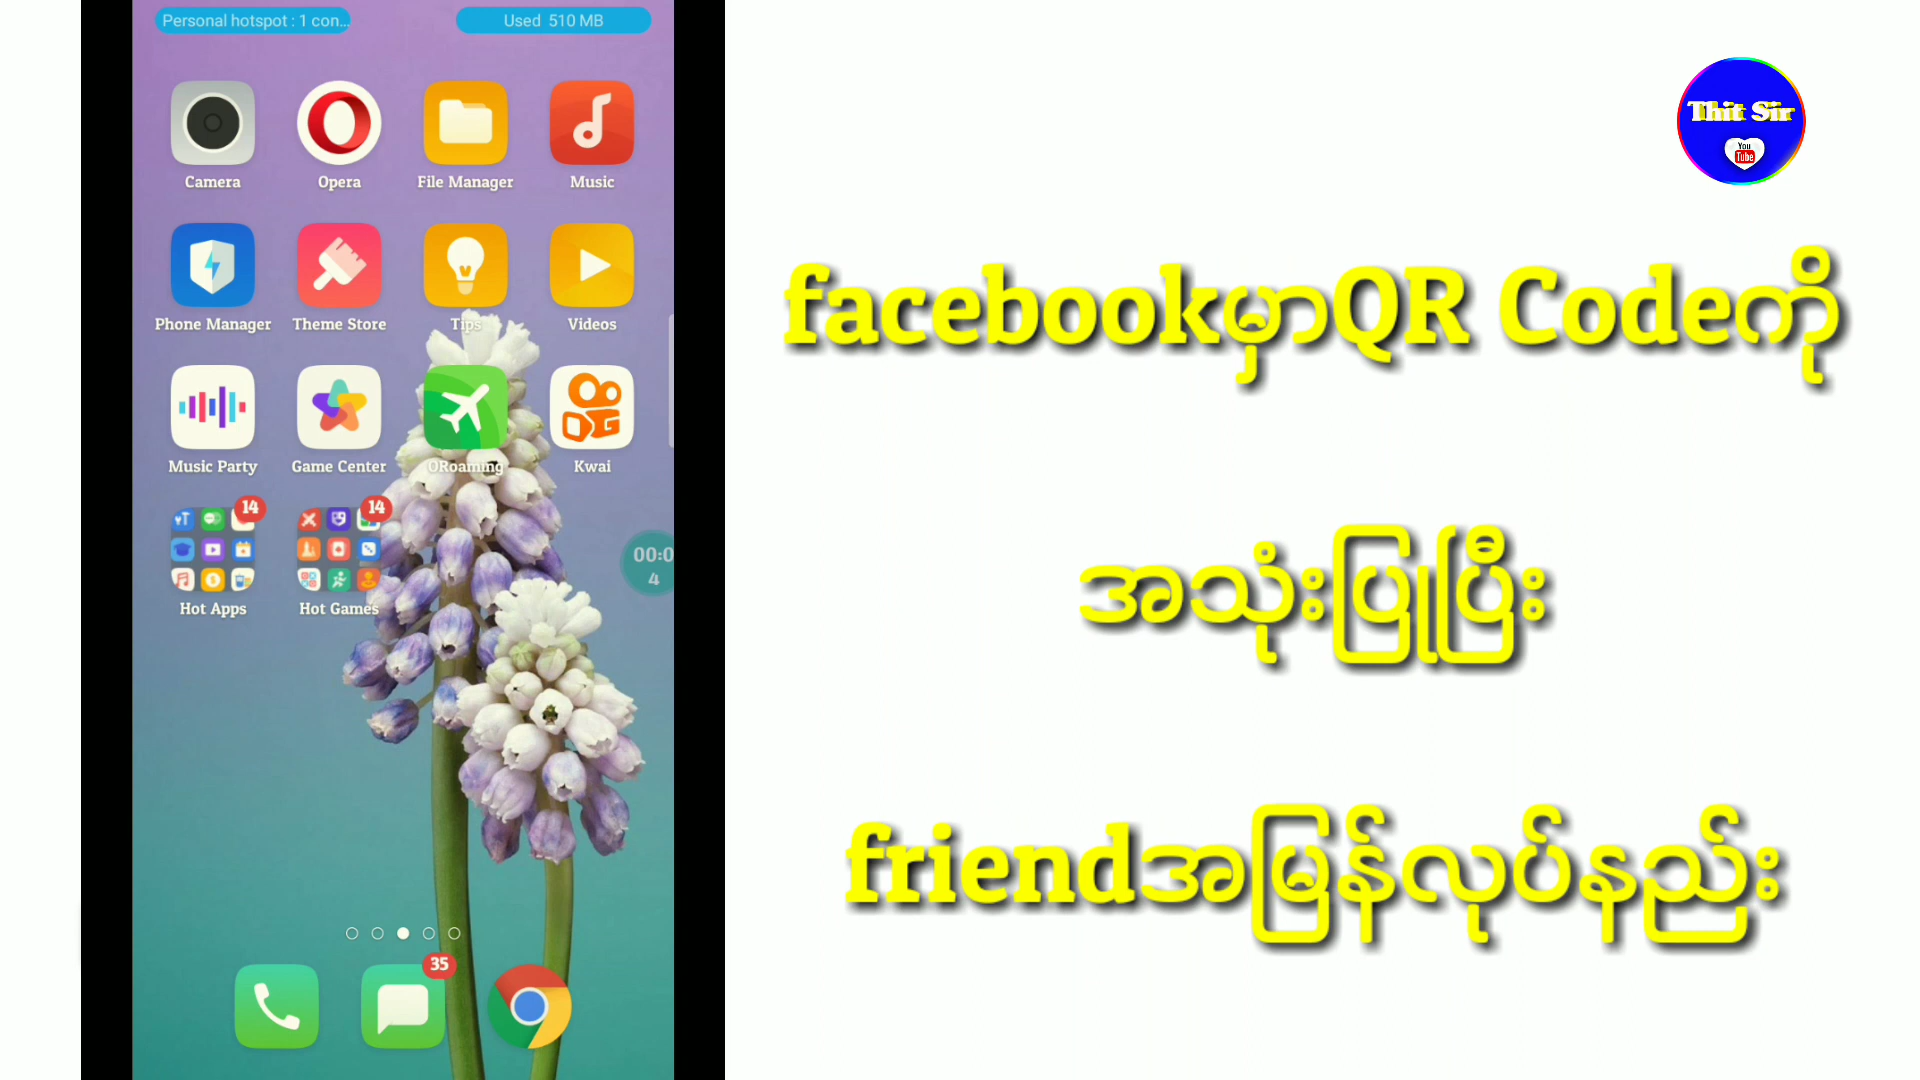 Personal hotspot : 1 con...
Used 510 MB
Camera
Opera
File Manager
Music
Phone Manager
Theme Store
Tips
Videos
Music Party
Game Center
ORoaming
Kwai
14
14
Hot Apps
Hot Games
00:0
4
35
Thit Sir
You
Tube
facebookမှာQR Codeကို
အသုံးပြုပြီး
friendအမြန်လုပ်နည်း